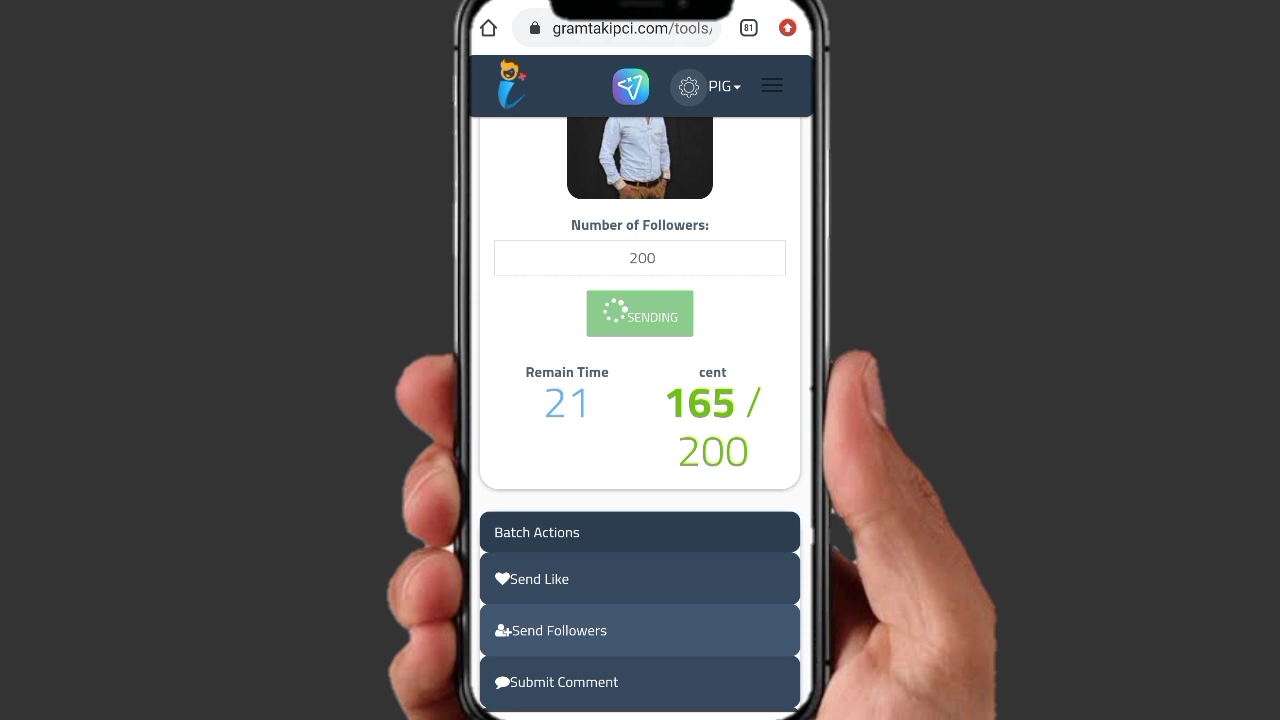 gramtakipci.com/tools/
81
PIG
Number of Followers:
200
SENDING
Remain Time
cent
21
165 /
200
Batch Actions
Send Like
Send Followers
Submit Comment